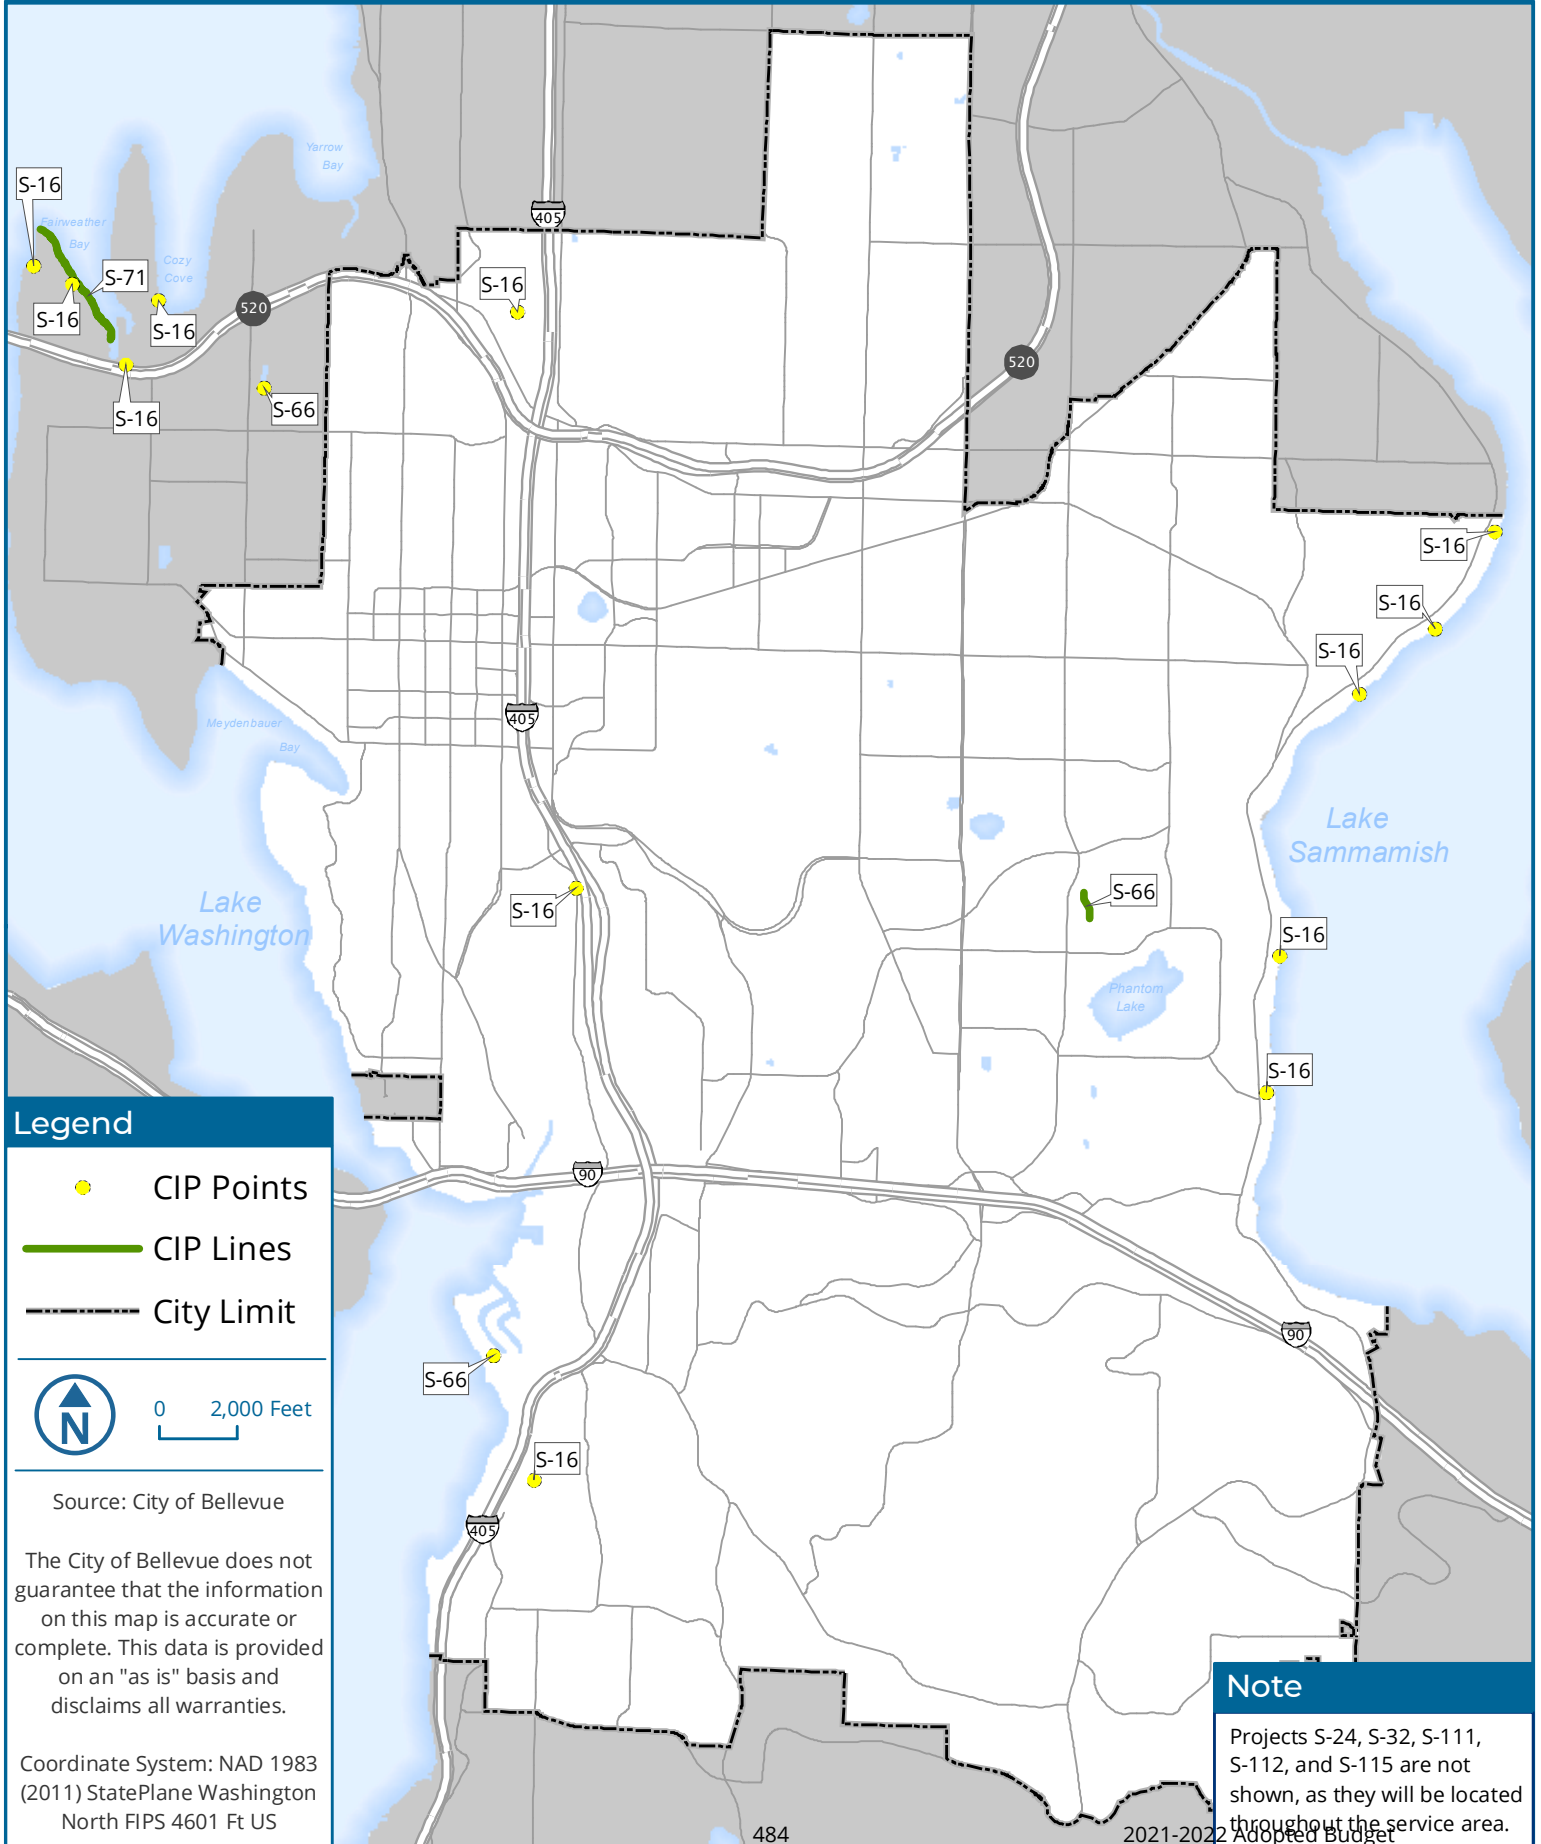 Yarrow
Bay
S-16
405
Fairweather
Bay
Cozy
Cove
S-71
S-16
S-16
S-16
520
520
S-16
S-66
S-16
S-16
S-16
405
Meydenbauer
Bay
Lake
Sammamish
S-66
Lake
Washington
S-16
S-16
Phantom
Lake
S-16
90
90
S-66
S-16
405
Legend
CIP Points
CIP Lines
City Limit
N
0 2,000 Feet
Source: City of Bellevue
The City of Bellevue does not
guarantee that the information
on this map is accurate or
complete. This data is provided
on an "as is" basis and
disclaims all warranties.
Coordinate System: NAD 1983
(2011) StatePlane Washington
North FIPS 4601 Ft US
Note
Projects S-24, S-32, S-111,
S-112, and S-115 are not
shown, as they will be located
throughout the service area.
484
2021-2022 Adopted Budget